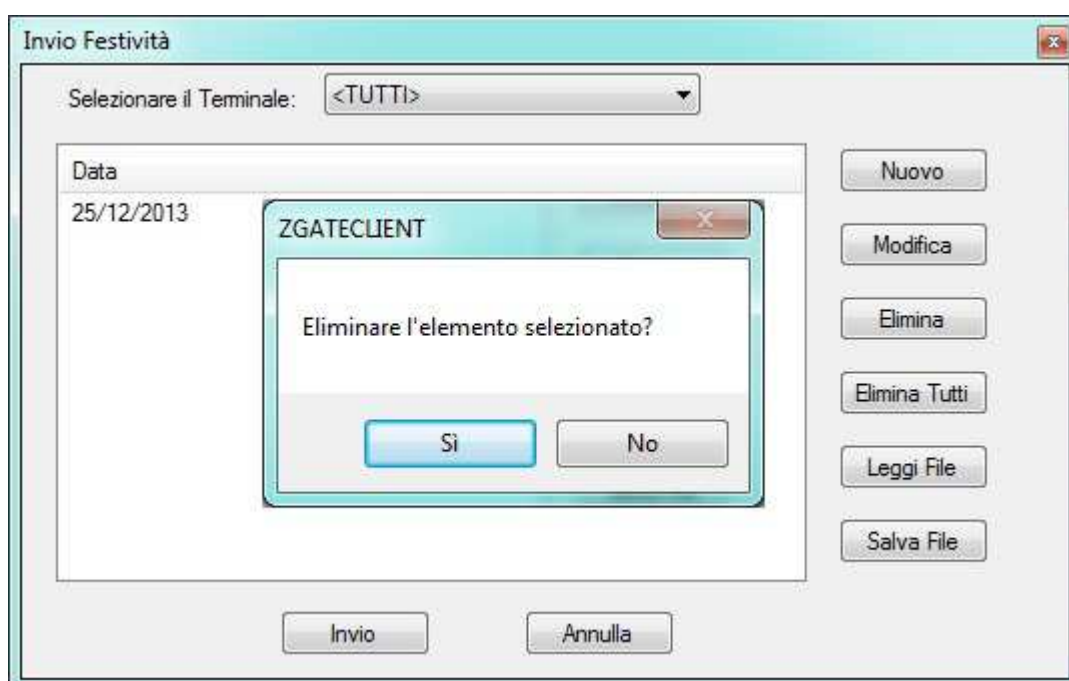 Invio Festività
Selezionare il Terminale: <TUTTI>
Data
25/12/2013
Nuovo
Modifica
Elimina
Elimina Tutti
Leggi File
Salva File
ZGATECLIENT
Eliminare l'elemento selezionato?
Sì No
Invio Annulla